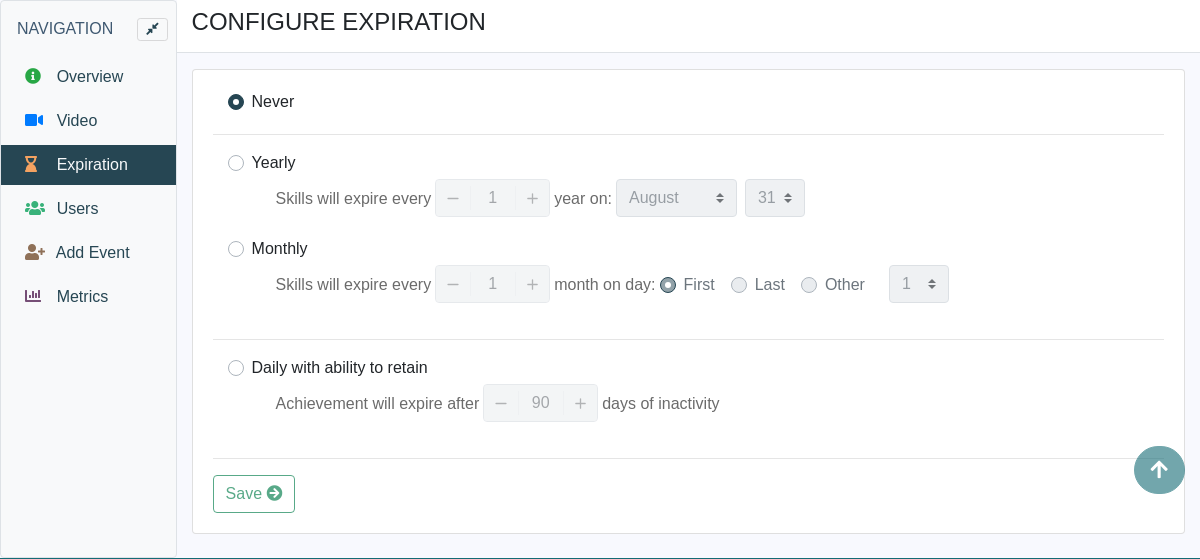 NAVIGATION
Overview
Video
Expiration
Users
Add Event
Metrics
CONFIGURE EXPIRATION
Never
Yearly
Skills will expire every − 1 + year on: August 31
Monthly
Skills will expire every − 1 + month on day: First Last Other 1
Daily with ability to retain
Achievement will expire after − 90 + days of inactivity
Save